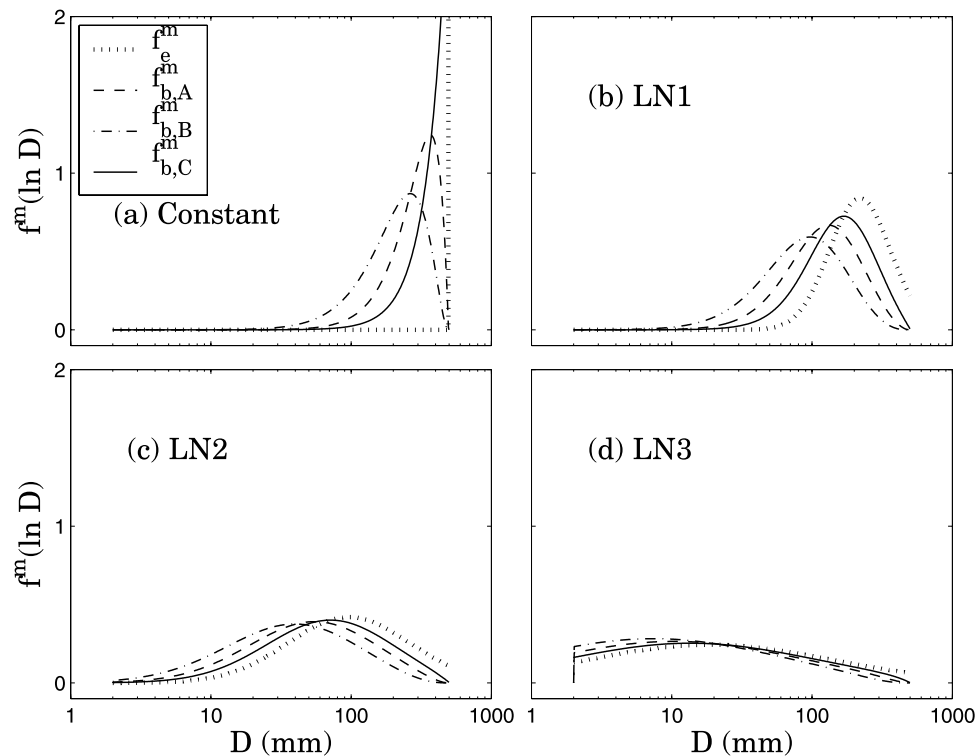 2
1
0
f^m(ln D)
f^m_e
f^m_b,A
f^m_b,B
f^m_b,C
(a) Constant
(b) LN1
2
1
0
f^m(ln D)
(c) LN2
(d) LN3
1 10 100 1000
1 10 100 1000
D (mm)
D (mm)